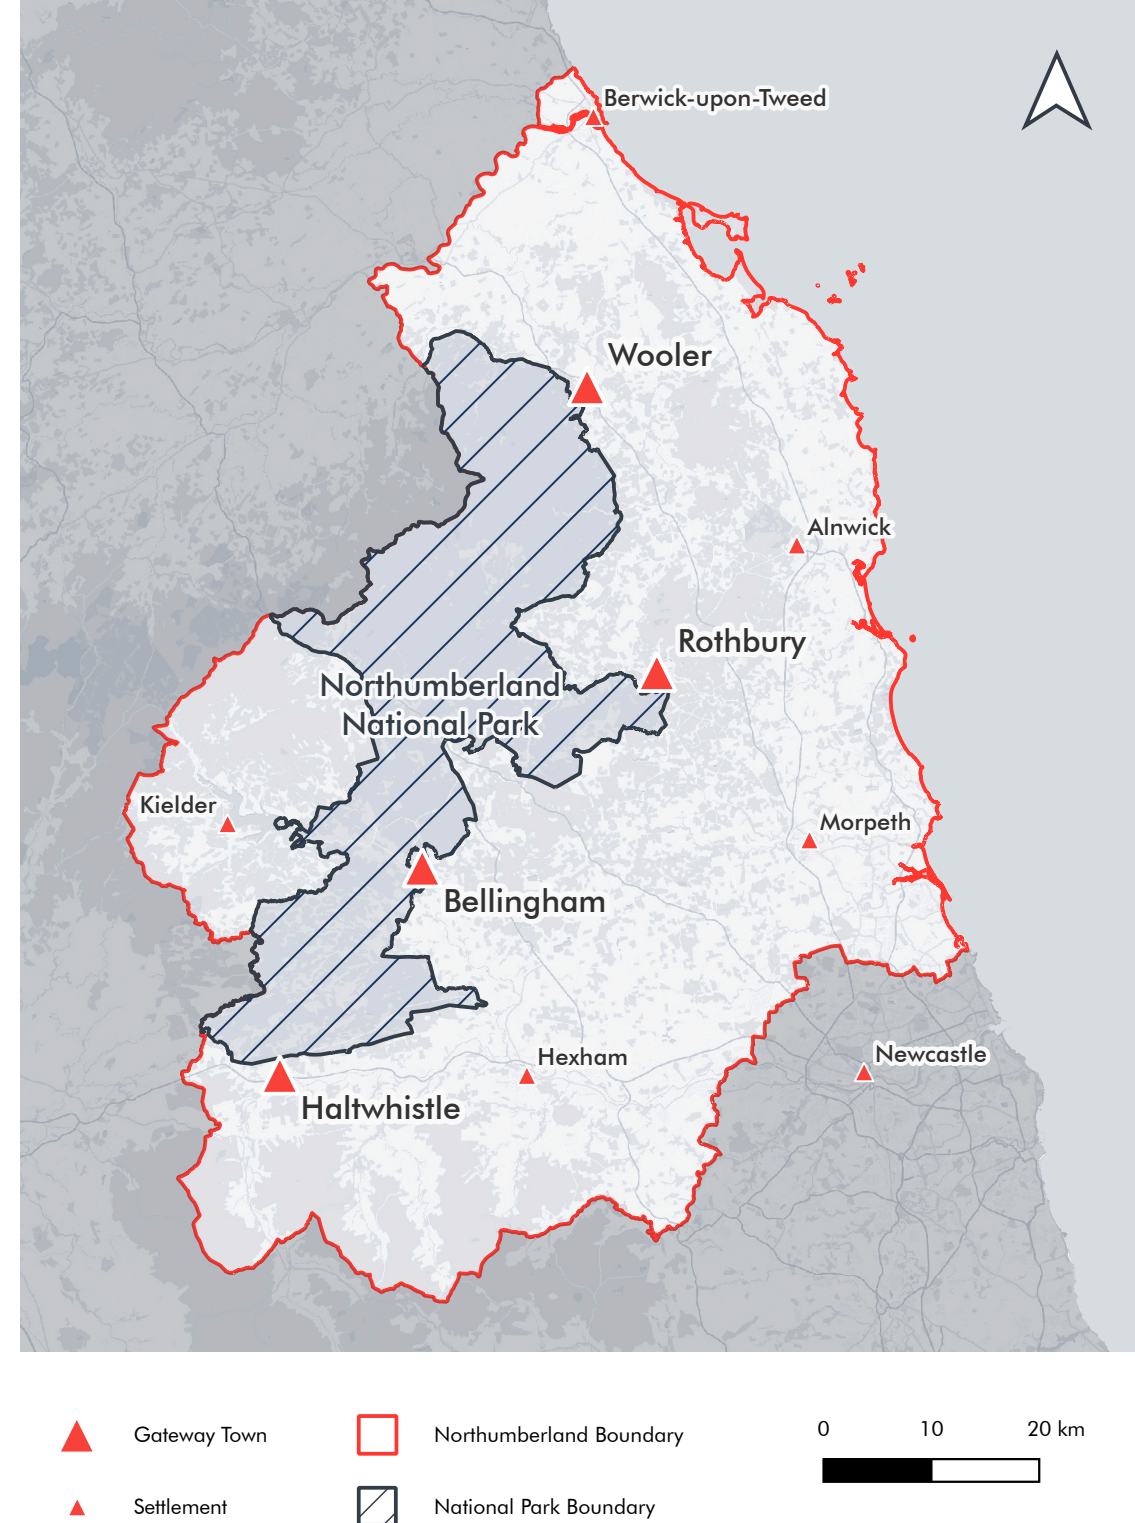 Berwick-upon-Tweed
Wooler
Alnwick
Rothbury
Northumberland
National Park
Kielder
Morpeth
Bellingham
Hexham
Newcastle
Haltwhistle
Gateway Town
Northumberland Boundary
0 10 20 km
Settlement
National Park Boundary